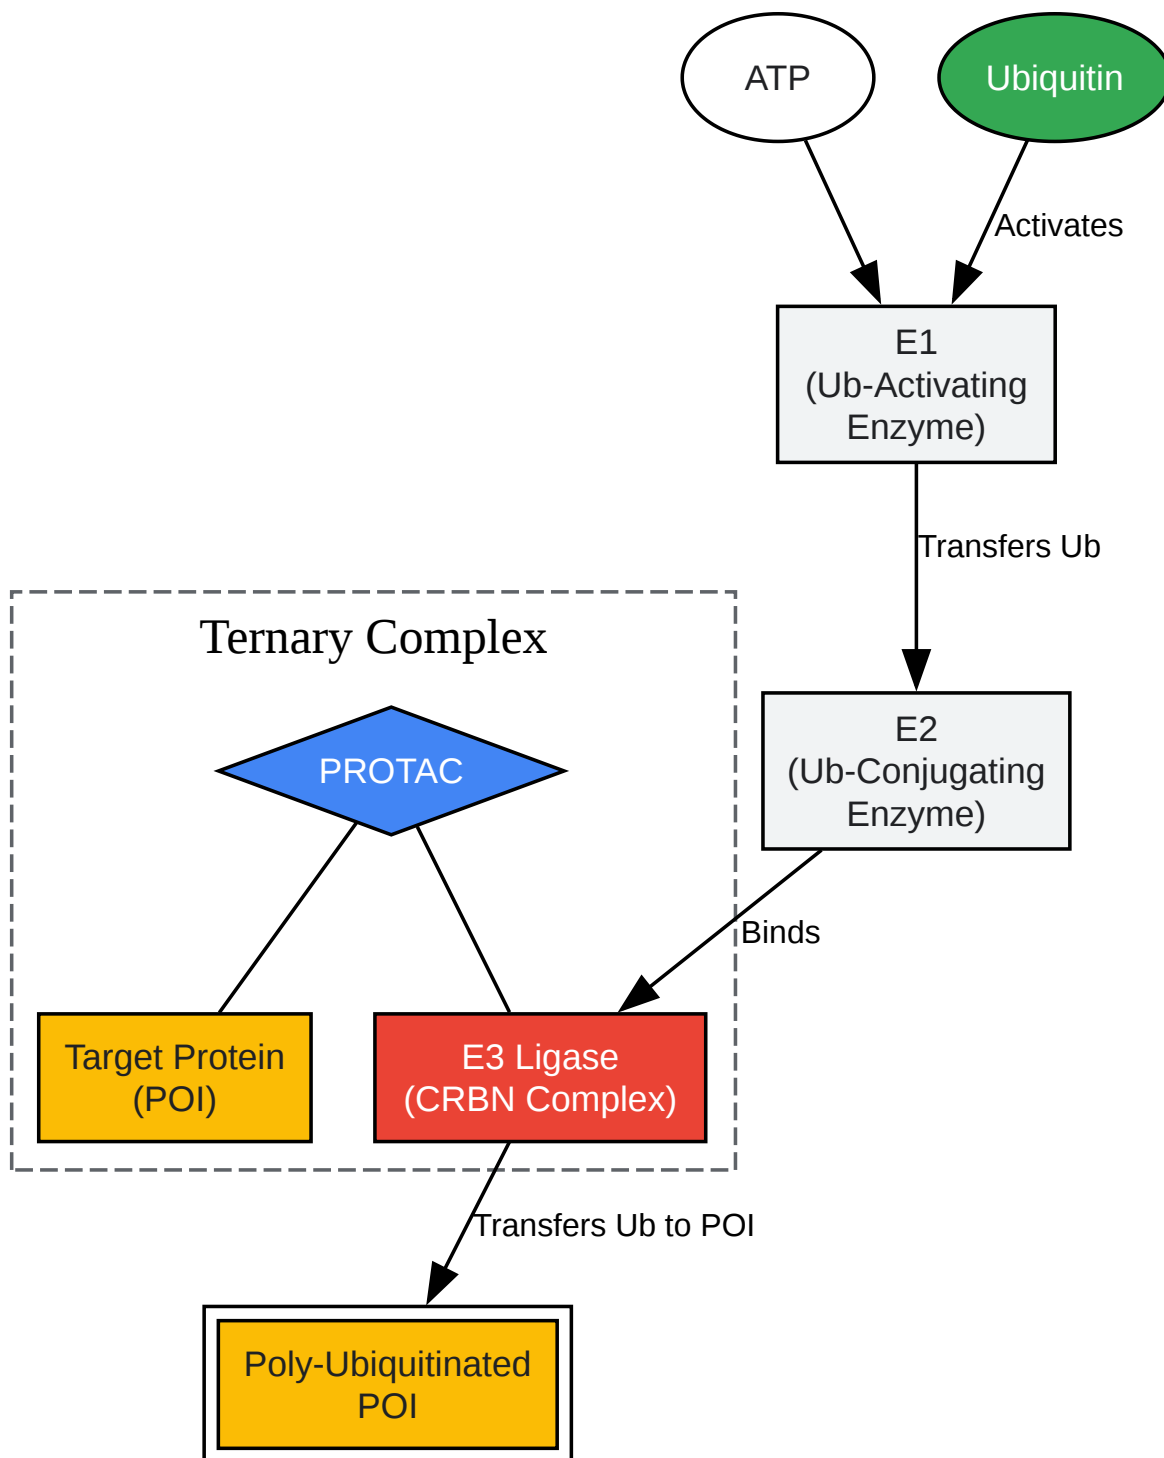 ATP
Ubiquitin
Activates
E1
(Ub-Activating
Enzyme)
Transfers Ub
Ternary Complex
PROTAC
E2
(Ub-Conjugating
Enzyme)
Binds
Target Protein
(POI)
E3 Ligase
(CRBN Complex)
Transfers Ub to POI
Poly-Ubiquitinated
POI